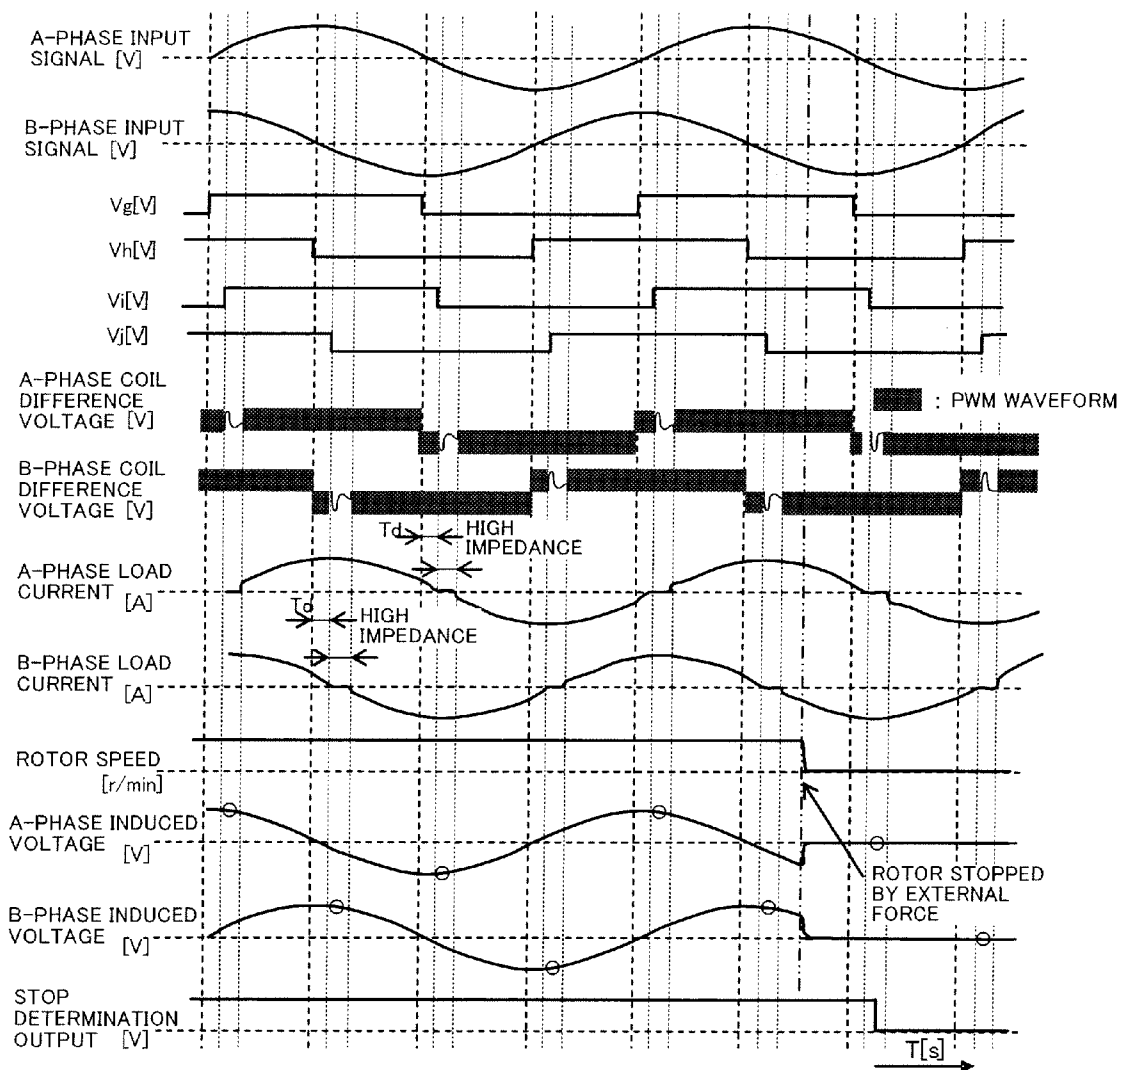 A-PHASE INPUT
SIGNAL [V]
B-PHASE INPUT
SIGNAL [V]
Vg[V]
Vh[V]
Vi[V]
Vj[V]
A-PHASE COIL
DIFFERENCE
VOLTAGE [V]
: PWM WAVEFORM
B-PHASE COIL
DIFFERENCE
VOLTAGE [V]
Td HIGH
IMPEDANCE
A-PHASE LOAD
CURRENT
[A]
Td HIGH
IMPEDANCE
B-PHASE LOAD
CURRENT [A]
ROTOR SPEED
[r/min]
A-PHASE INDUCED
VOLTAGE [V]
ROTOR STOPPED
BY EXTERNAL
FORCE
B-PHASE INDUCED
VOLTAGE [V]
STOP
DETERMINATION
OUTPUT [V]
T[s]